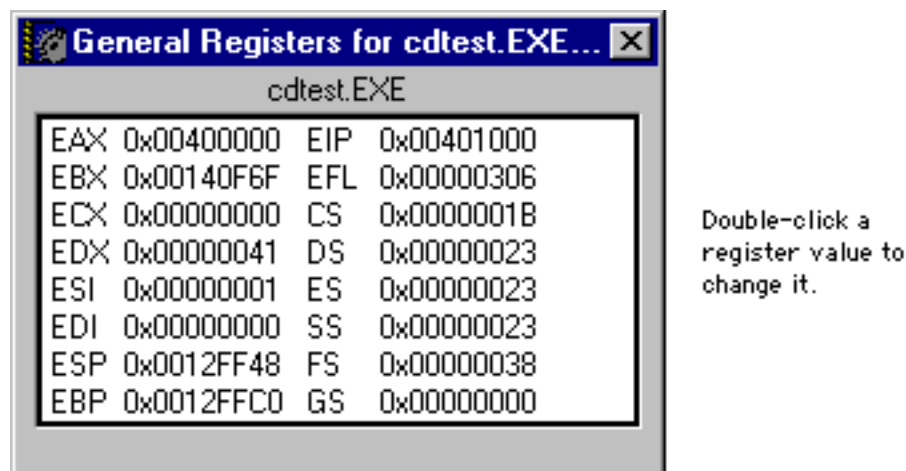 General Registers for cdtest.EXE...
cdtest.EXE
EAX 0x00400000 EIP 0x00401000
EBX 0x00140F6F EFL 0x00000306
ECX 0x00000000 CS 0x0000001B
EDX 0x00000041 DS 0x00000023
ESI 0x00000001 ES 0x00000023
EDI 0x00000000 SS 0x00000023
ESP 0x0012FF48 FS 0x00000038
EBP 0x0012FFC0 GS 0x00000000
Double-click a
register value to
change it.